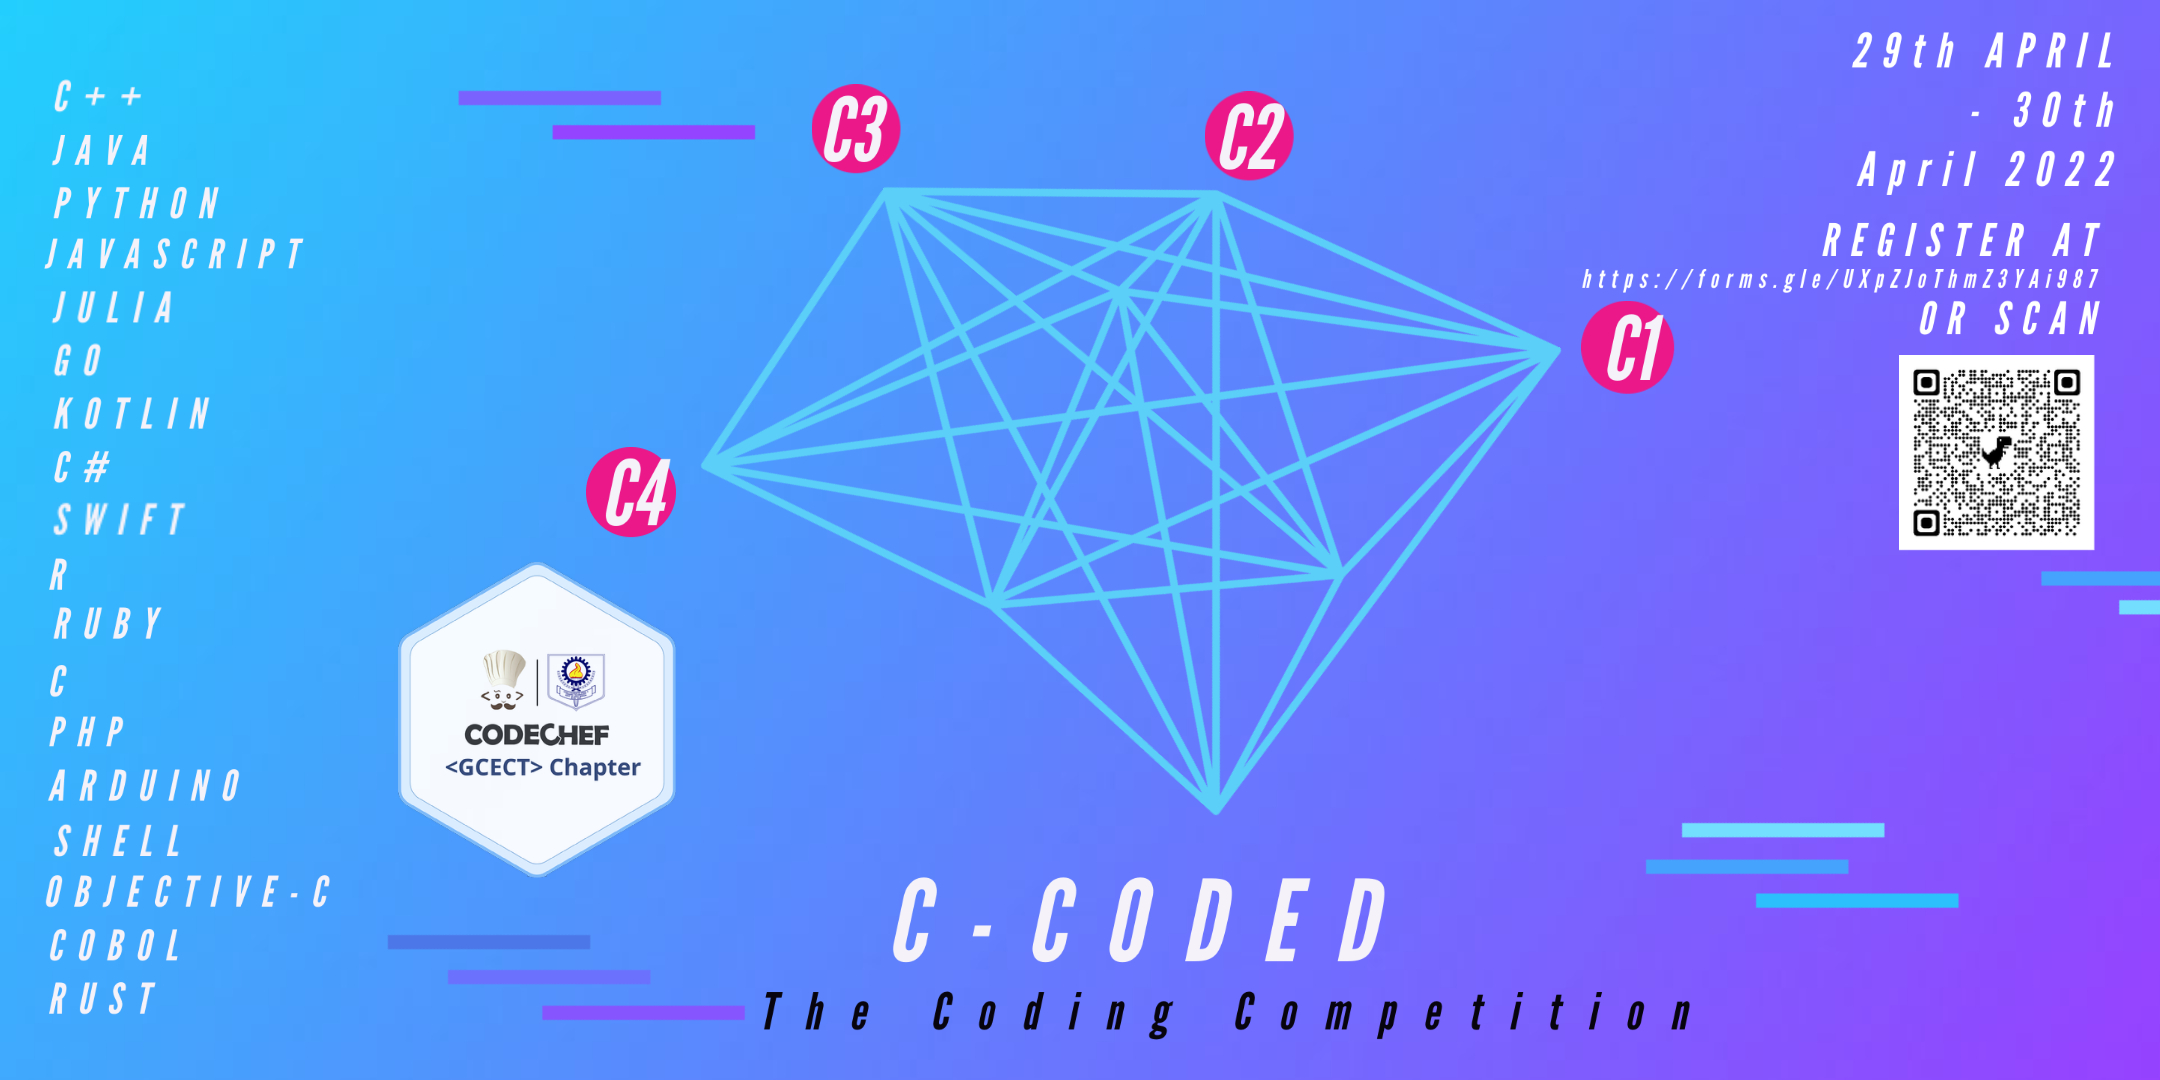 C++
JAVA
PYTHON
JAVASCRIPT
JULIA
GO
KOTLIN
C#
SWIFT
R
RUBY
C
PHP
ARDUINO
SHELL
OBJECTIVE-C
COBOL
RUST
C3
C2
C1
C4
CODECHEF
<GCECT> Chapter
29th APRIL
- 30th
April 2022
REGISTER AT
https://forms.gle/UXpZJoThmZ3YAi987
OR SCAN
C-CODED
The Coding Competition